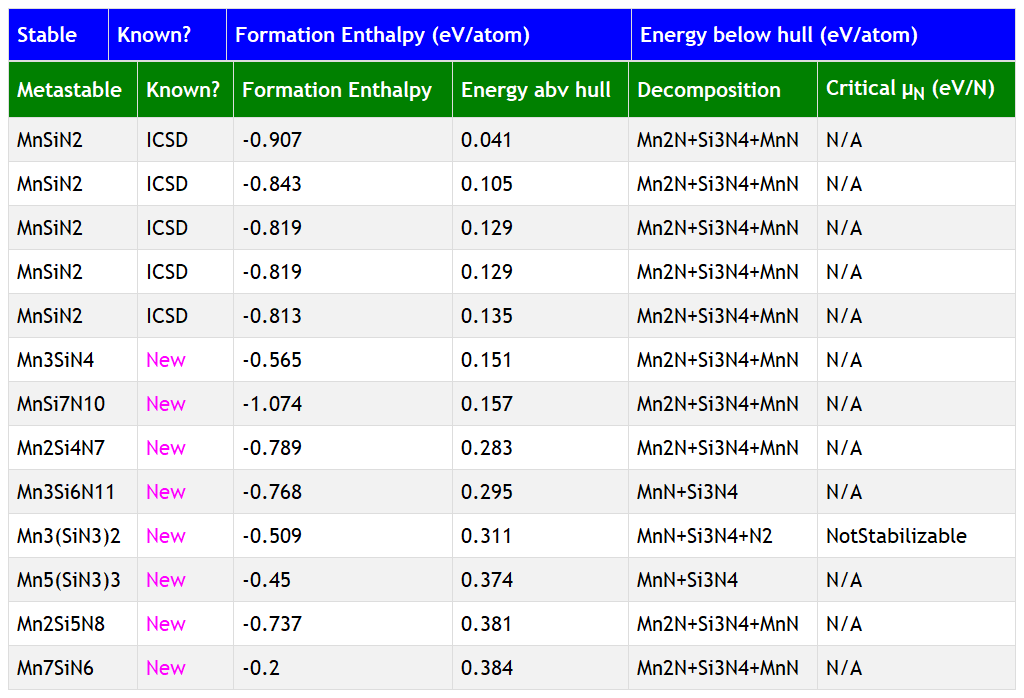 Stable Known? Formation Enthalpy (eV/atom) Energy below hull (eV/atom)
Metastable Known? Formation Enthalpy Energy abv hull Decomposition Critical μN (eV/N)
MnSiN2 ICSD -0.907 0.041 Mn2N+Si3N4+MnN N/A
MnSiN2 ICSD -0.843 0.105 Mn2N+Si3N4+MnN N/A
MnSiN2 ICSD -0.819 0.129 Mn2N+Si3N4+MnN N/A
MnSiN2 ICSD -0.819 0.129 Mn2N+Si3N4+MnN N/A
MnSiN2 ICSD -0.813 0.135 Mn2N+Si3N4+MnN N/A
Mn3SiN4 New -0.565 0.151 Mn2N+Si3N4+MnN N/A
MnSi7N10 New -1.074 0.157 Mn2N+Si3N4+MnN N/A
Mn2Si4N7 New -0.789 0.283 Mn2N+Si3N4+MnN N/A
Mn3Si6N11 New -0.768 0.295 MnN+Si3N4 N/A
Mn3(SiN3)2 New -0.509 0.311 MnN+Si3N4+N2 NotStabilizable
Mn5(SiN3)3 New -0.45 0.374 MnN+Si3N4 N/A
Mn2Si5N8 New -0.737 0.381 Mn2N+Si3N4+MnN N/A
Mn7SiN6 New -0.2 0.384 Mn2N+Si3N4+MnN N/A